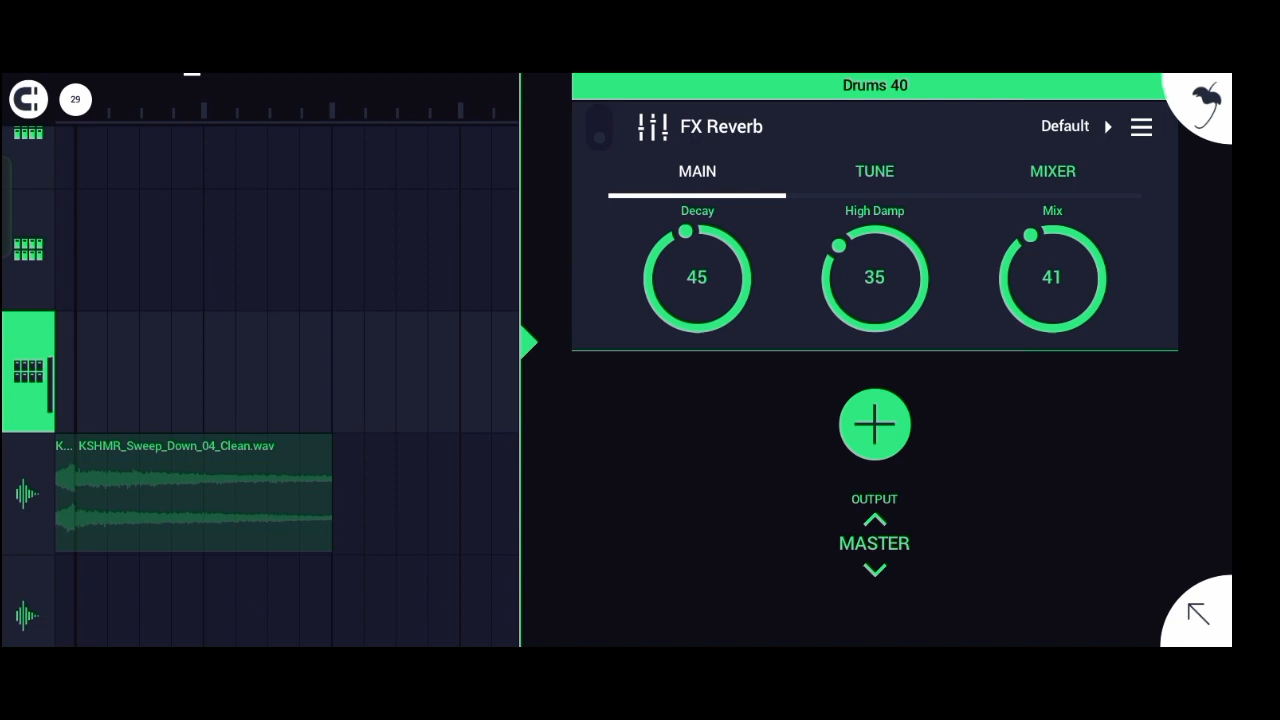 29
Drums 40
FX Reverb
Default
MAIN
TUNE
MIXER
Decay
High Damp
Mix
45
35
41
K... KSHMR_Sweep_Down_04_Clean.wav
OUTPUT
MASTER